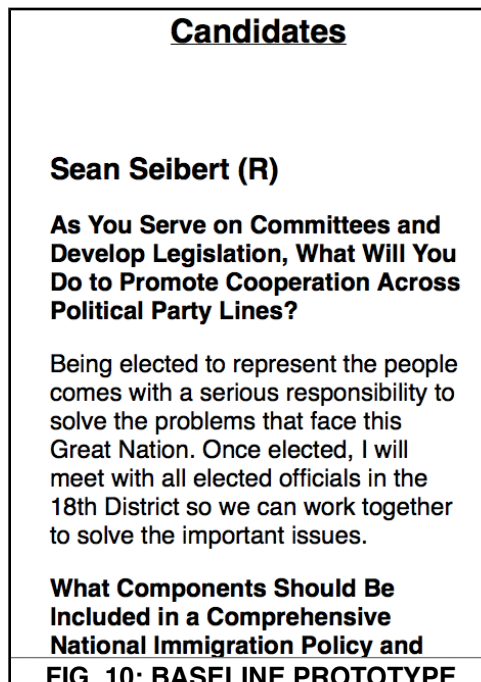 Candidates
Sean Seibert (R)
As You Serve on Committees and
Develop Legislation, What Will You
Do to Promote Cooperation Across
Political Party Lines?
Being elected to represent the people
comes with a serious responsibility to
solve the problems that face this
Great Nation. Once elected, I will
meet with all elected officials in the
18th District so we can work together
to solve the important issues.
What Components Should Be
Included in a Comprehensive
National Immigration Policy and
FIG. 10: BASELINE PROTOTYPE